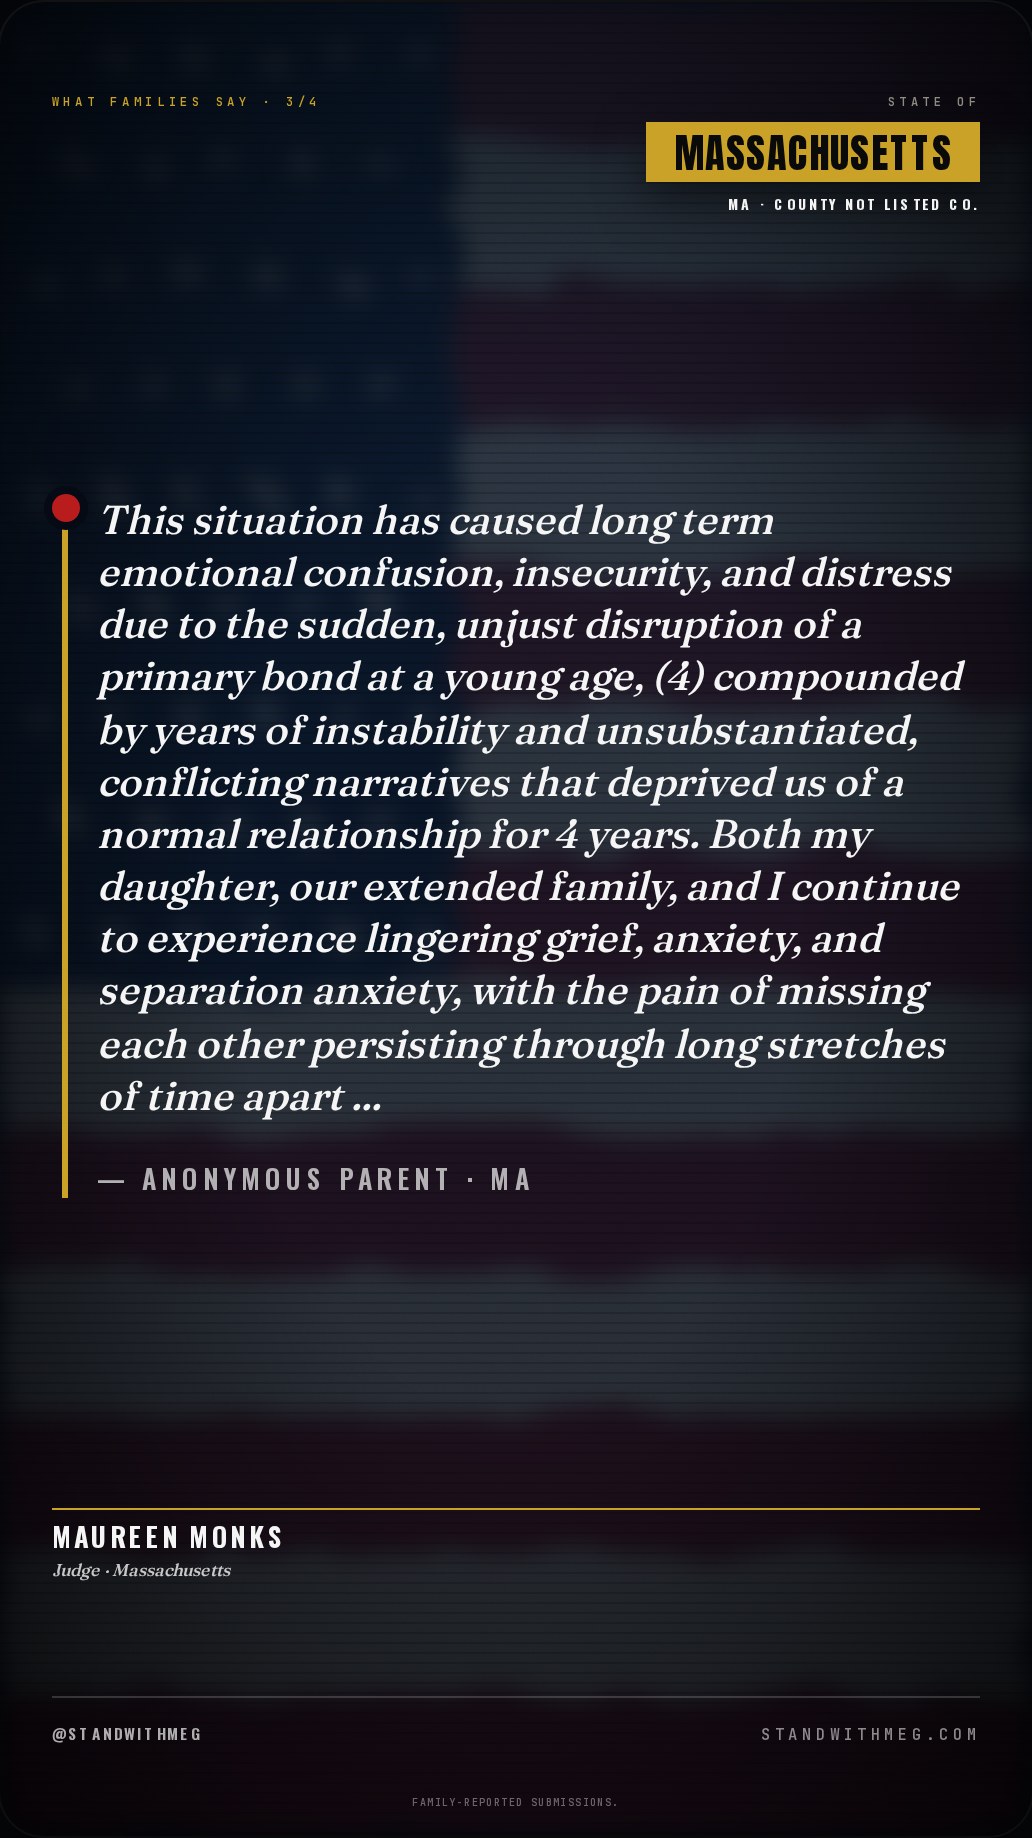 WHAT FAMILIES SAY · 3/4
STATE OF
MASSACHUSETTS
MA · COUNTY NOT LISTED CO.
This situation has caused long term
emotional confusion, insecurity, and distress
due to the sudden, unjust disruption of a
primary bond at a young age, (4) compounded
by years of instability and unsubstantiated,
conflicting narratives that deprived us of a
normal relationship for 4 years. Both my
daughter, our extended family, and I continue
to experience lingering grief, anxiety, and
separation anxiety, with the pain of missing
each other persisting through long stretches
of time apart ...
— ANONYMOUS PARENT · MA
MAUREEN MONKS
Judge · Massachusetts
@STANDWITHMEG
STANDWITHMEG.COM
FAMILY-REPORTED SUBMISSIONS.